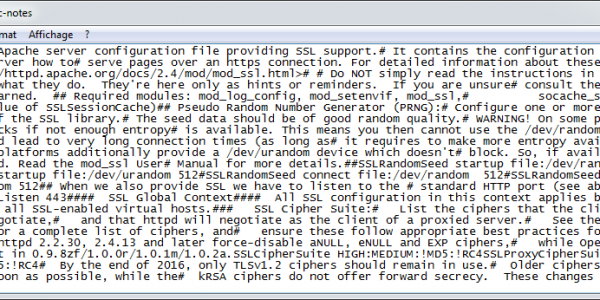 c-notes
mat Affichage ?
Apache server configuration file providing SSL support.# It contains the configuration
rver how to# serve pages over an https connection. For detailed information about these
/httpd.apache.org/docs/2.4/mod/mod_ssl.html># # Do NOT simply read the instructions in
what they do.  They're here only as hints or reminders.  If you are unsure# consult the
arned.  ## Required modules: mod_log_config, mod_setenvif, mod_ssl,#          socache_s
lue of SSLSessionCache)## Pseudo Random Number Generator (PRNG):# Configure one or more
f the SSL library.# The seed data should be of good random quality.# WARNING! On some p
cks if not enough entropy# is available. This means you then cannot use the /dev/random
d lead to very long connection times (as long as# it requires to make more entropy avai
platforms additionally provide a /dev/urandom device which doesn't# block. So, if avail
d. Read the mod_ssl User# Manual for more details.##SSLRandomSeed startup file:/dev/ran
startup file:/dev/urandom 512#SSLRandomSeed connect file:/dev/random  512#SSLRandomSeed
om 512## When we also provide SSL we have to listen to the # standard HTTP port (see ab
Listen 443####  SSL Global Context####  All SSL configuration in this context applies b
all SSL-enabled virtual hosts.###   SSL Cipher Suite:#   List the ciphers that the cli
gotiate,#   and that httpd will negotiate as the client of a proxied server.#   See the
or a complete list of ciphers, and#   ensure these follow appropriate best practices fo
httpd 2.2.30, 2.4.13 and later force-disable aNULL, eNULL and EXP ciphers,#   while Ope
t in 0.9.8zf/1.0.0r/1.0.1m/1.0.2a.SSLCipherSuite HIGH:MEDIUM:!MD5:!RC4SSLProxyCipherSui
5:!RC4#  By the end of 2016, only TLSv1.2 ciphers should remain in use.#  Older ciphers
oon as possible, while the#  kRSA ciphers do not offer forward secrecy.  These changes